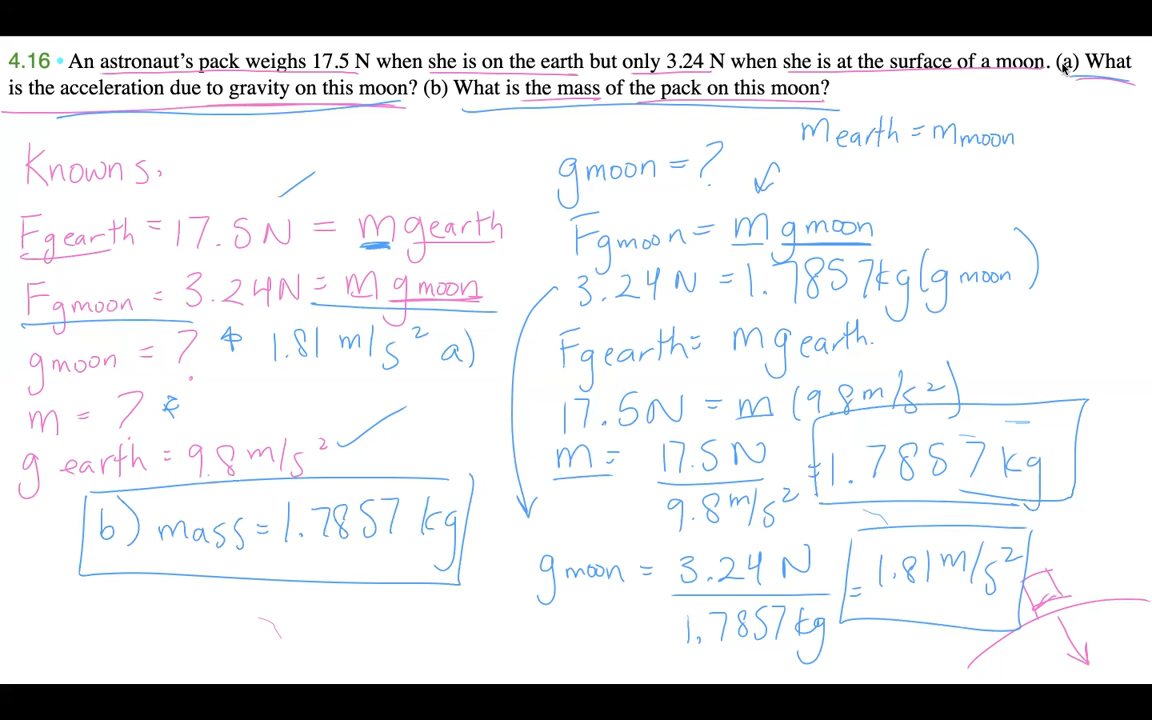 4.16 • An astronaut's pack weighs 17.5 N when she is on the earth but only 3.24 N when she is at the surface of a moon. (a) What
is the acceleration due to gravity on this moon? (b) What is the mass of the pack on this moon?
Knowns,
Fgearth = 17.5N = mgearth
Fgmoon = 3.24N = m gmoon
gmoon = ? 1.81 m/s² a)
m = ?
g earth = 9.8m/s²
b) mass = 1.7857 kg
mearth = mmoon
gmoon = ?
Fgmoon = m gmoon
3.24N = 1.7857kg(gmoon)
Fgearth = mgearth.
17.5N = m (9.8m/s²)
m = 17.5N / 9.8m/s² = 1.7857 kg
gmoon = 3.24 N / 1.7857kg = 1.81m/s²